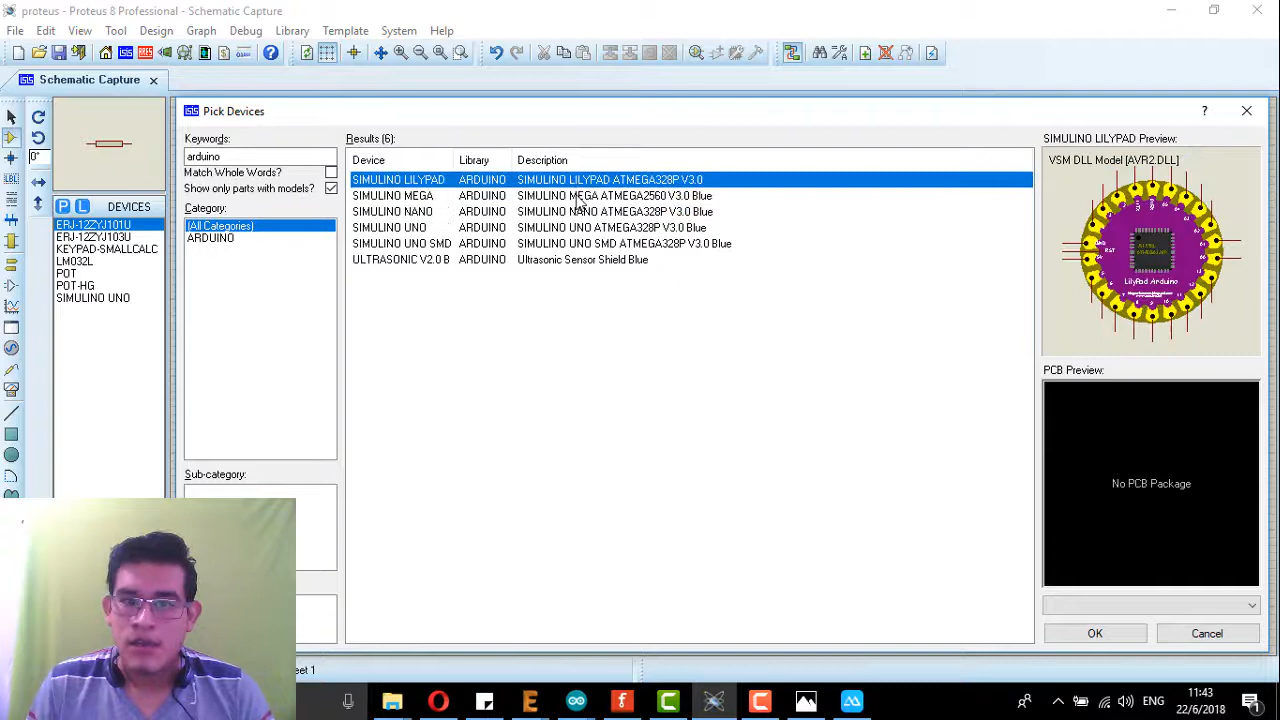 proteus - Proteus 8 Professional - Schematic Capture
File Edit View Tool Design Graph Debug Library Template System Help
Schematic Capture
Pick Devices
Keywords:
arduino
Match Whole Words?
Show only parts with models?
Category:
(All Categories)
ARDUINO
Sub-category:
Results (6):
Device Library Description
SIMULINO LILYPAD ARDUINO SIMULINO LILYPAD ATMEGA328P V3.0
SIMULINO MEGA ARDUINO SIMULINO MEGA ATMEGA2560 V3.0 Blue
SIMULINO NANO ARDUINO SIMULINO NANO ATMEGA328P V3.0 Blue
SIMULINO UNO ARDUINO SIMULINO UNO ATMEGA328P V3.0 Blue
SIMULINO UNO SMD ARDUINO SIMULINO UNO SMD ATMEGA328P V3.0 Blue
ULTRASONIC V2.0 B ARDUINO Ultrasonic Sensor Shield Blue
SIMULINO LILYPAD Preview:
VSM DLL Model [AVR2.DLL]
LilyPad Arduino
PCB Preview:
No PCB Package
OK Cancel
0°
P L DEVICES
ERJ-12ZYJ101U
ERJ-12ZYJ103U
KEYPAD-SMALLCALC
LM032L
POT
POT-HG
SIMULINO UNO
eet 1
ENG
11:43
22/6/2018